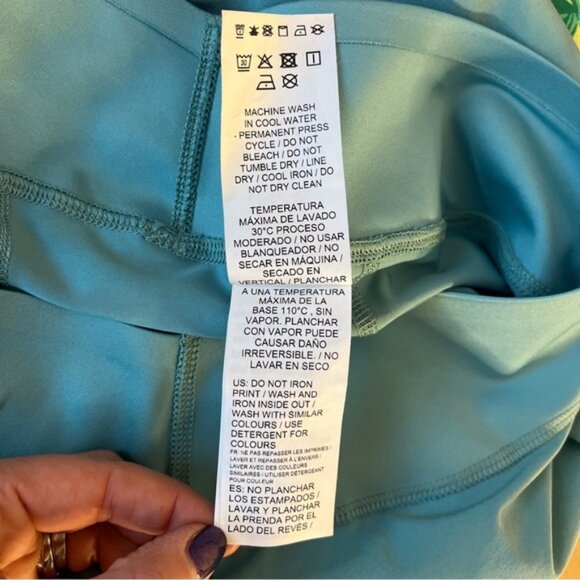 MACHINE WASH
IN COOL WATER
- PERMANENT PRESS
CYCLE / DO NOT
BLEACH / DO NOT
TUMBLE DRY / LINE
DRY / COOL IRON / DO
NOT DRY CLEAN
TEMPERATURA
MÁXIMA DE LAVADO
30°C PROCESO
MODERADO / NO USAR
BLANQUEADOR / NO
SECAR EN MÁQUINA /
SECADO EN
VERTICAL / PLANCHAR
A UNA TEMPERATURA
MÁXIMA DE LA
BASE 110°C , SIN
VAPOR. PLANCHAR
CON VAPOR PUEDE
CAUSAR DAÑO
IRREVERSIBLE. / NO
LAVAR EN SECO
US: DO NOT IRON
PRINT / WASH AND
IRON INSIDE OUT /
WASH WITH SIMILAR
COLOURS / USE
DETERGENT FOR
COLOURS
FR: NE PAS REPASSER LES IMPRIMÉS /
LAVER ET REPASSER À L'ENVERS /
LAVER AVEC DES COULEURS
SIMILAIRES / UTILISER DÉTERGEANT
POUR COULEUR
ES: NO PLANCHAR
LOS ESTAMPADOS /
LAVAR Y PLANCHAR
LA PRENDA POR EL
LADO DEL REVÉS /